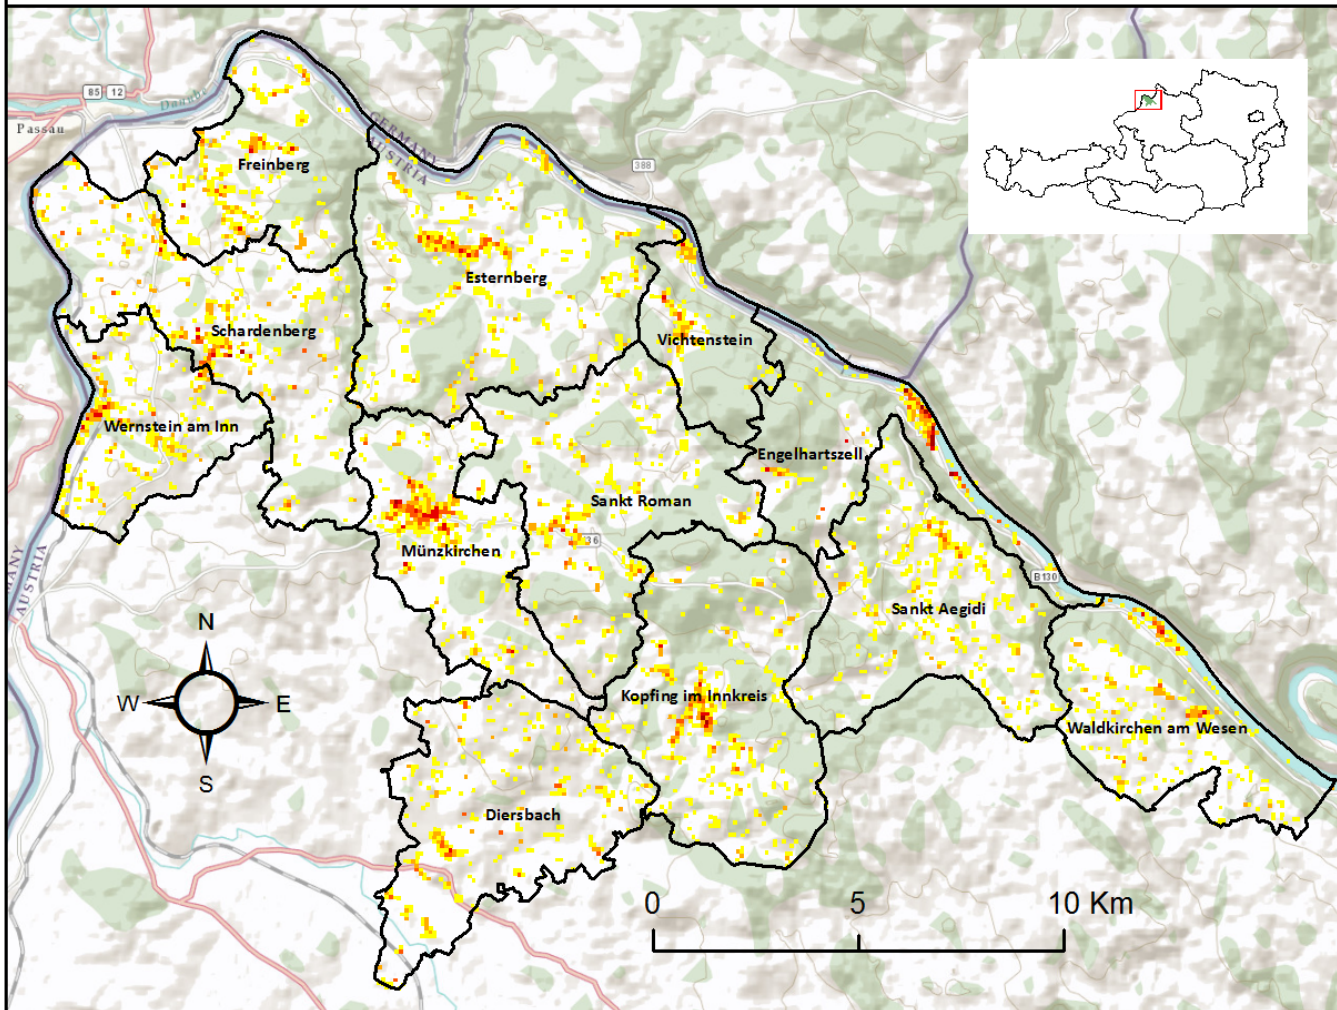 85
12
Danube
Passau
GERMANY
AUSTRIA
388
Freinberg
Esternberg
Schardenberg
Vichtenstein
Wernstein am Inn
Engelhartszell
Sankt Roman
136
Münzkirchen
MANY
AUSTRIA
B130
Sankt Aegidi
N
W
E
S
Kopfing im Innkreis
Waldkirchen am Wesen
Diersbach
0
5
10 Km